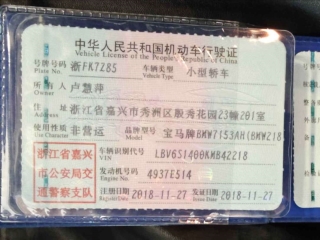 中华人民共和国机动车行驶证
Vehicle License of the People's Republic of China
号牌号码 浙FK7Z85 车辆类型 小型轿车
Plate No. Vehicle Type
所有人 卢慧萍
Owner
住址 浙江省嘉兴市秀洲区殷秀花园23幢201室
使用性质 非营运 品牌型号 宝马牌BMW7153AH(BMW218
浙江省嘉兴市公安局交通警察支队
车辆识别代号 LBV6S1400KMB42218
VIN
发动机号码 4937E514
Engine No.
注册日期 2018-11-27 发证日期 2018-11-27
Register Date Issue Date